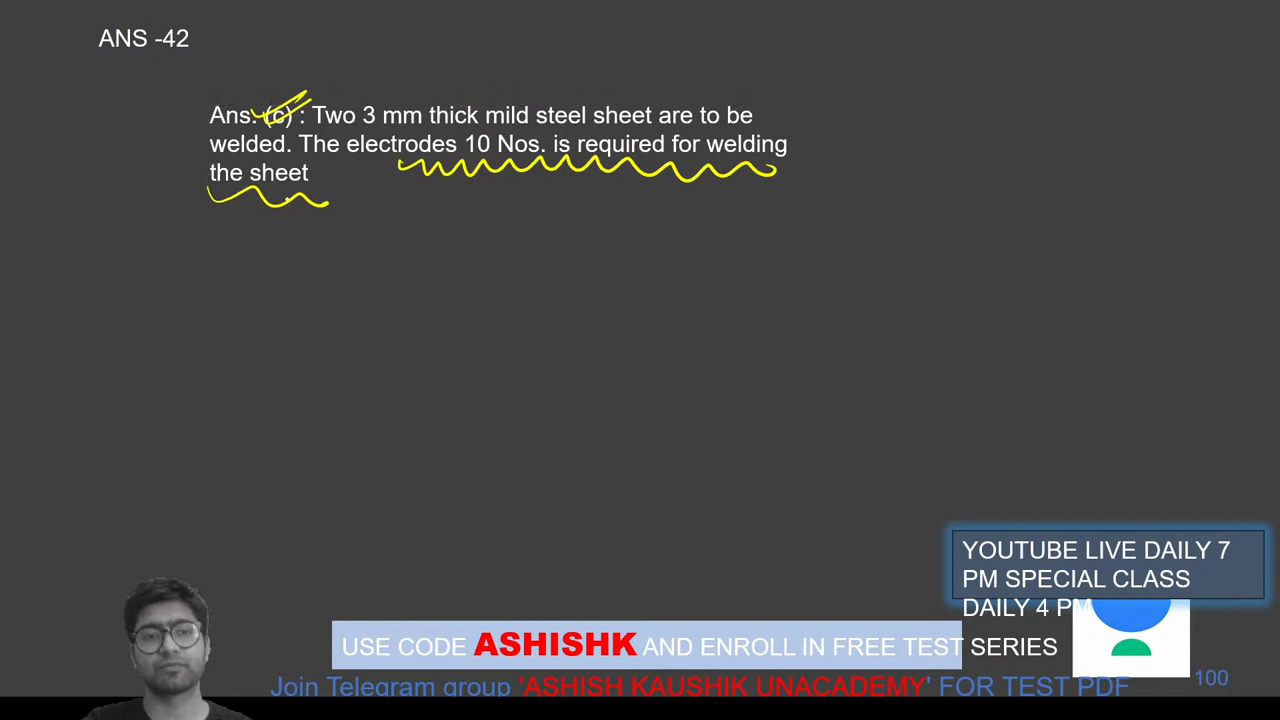 ANS -42
Ans. (c) : Two 3 mm thick mild steel sheet are to be
welded. The electrodes 10 Nos. is required for welding
the sheet
YOUTUBE LIVE DAILY 7
PM SPECIAL CLASS
DAILY 4 PM
USE CODE ASHISHK AND ENROLL IN FREE TEST SERIES
Join Telegram group 'ASHISH KAUSHIK UNACADEMY' FOR TEST PDF
100